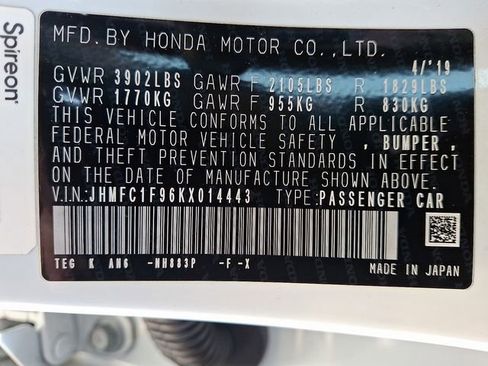 Spireon
MFD. BY HONDA MOTOR CO., LTD.
4/'19
GVWR 3902LBS GAWR F 2105LBS R 1829LBS
GVWR 1770KG GAWR F 955KG R 830KG
THIS VEHICLE CONFORMS TO ALL APPLICABLE
FEDERAL MOTOR VEHICLE SAFETY , BUMPER ,
AND THEFT PREVENTION STANDARDS IN EFFECT
ON THE DATE OF MANUFACTURE SHOWN ABOVE.
V.I.N.:JHMFC1F96KX014443 TYPE:PASSENGER CAR
TEG K AN6 -NH883P -F -X
MADE IN JAPAN